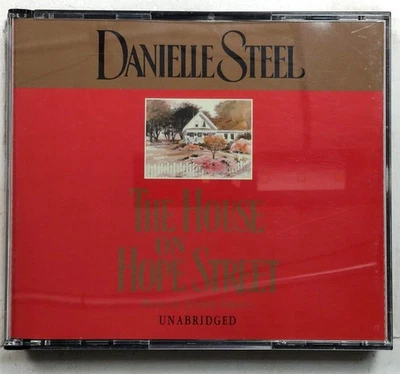 DANIELLE STEEL
THE HOUSE
ON
HOPE STREET
UNABRIDGED